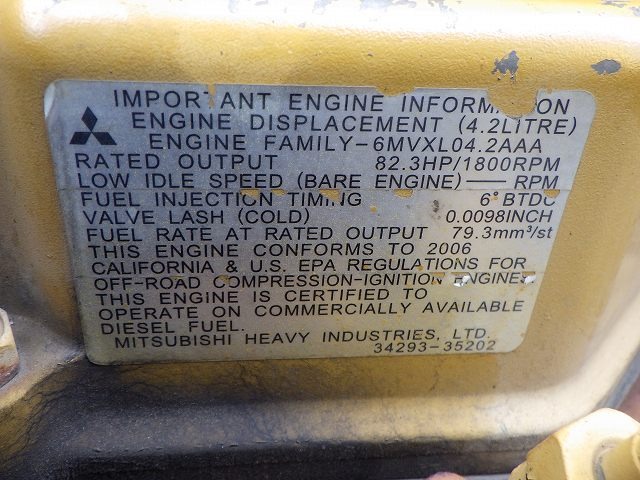 IMPORTANT ENGINE INFORMATION
ENGINE DISPLACEMENT (4.2LITRE)
ENGINE FAMILY-6MVXL04.2AAA
RATED OUTPUT 82.3HP/1800RPM
LOW IDLE SPEED (BARE ENGINE)——RPM
FUEL INJECTION TIMING 6° BTDC
VALVE LASH (COLD) 0.0098INCH
FUEL RATE AT RATED OUTPUT 79.3mm³/st
THIS ENGINE CONFORMS TO 2006
CALIFORNIA & U.S. EPA REGULATIONS FOR
OFF-ROAD COMPRESSION-IGNITION ENGINES.
THIS ENGINE IS CERTIFIED TO
OPERATE ON COMMERCIALLY AVAILABLE
DIESEL FUEL.
MITSUBISHI HEAVY INDUSTRIES, LTD.
34293-35202